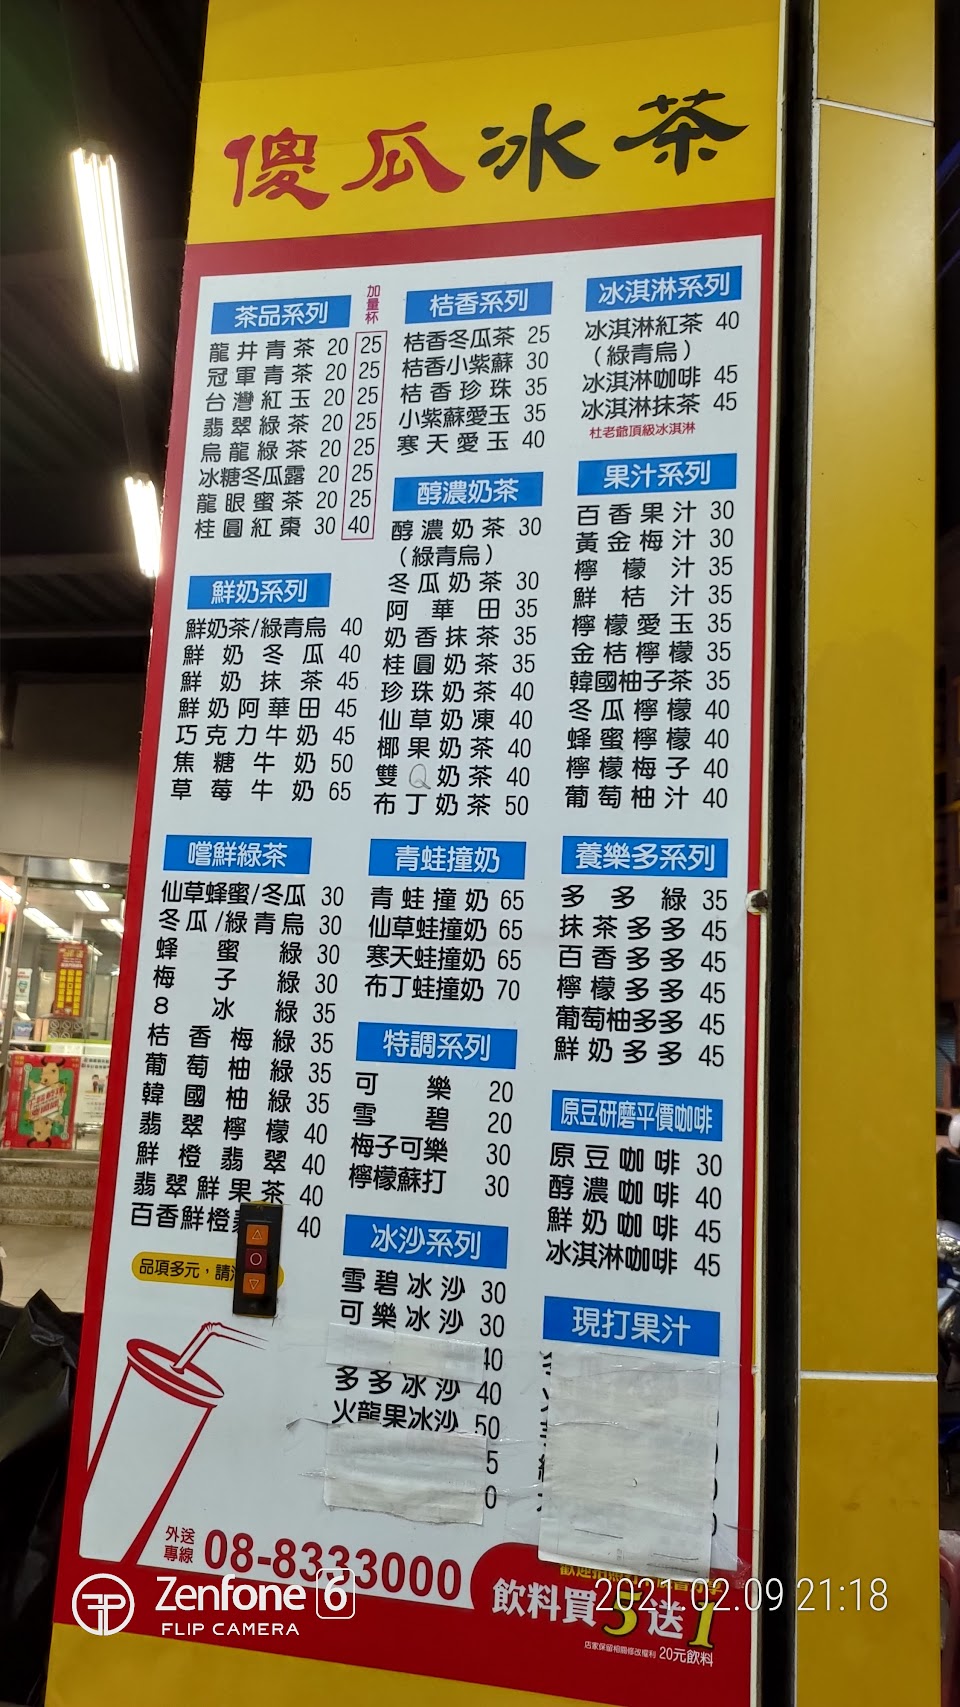 傻瓜冰茶
茶品系列 加量杯
龍井青茶 20 25
冠軍青茶 20 25
台灣紅玉 20 25
翡翠綠茶 20 25
烏龍綠茶 20 25
冰糖冬瓜露 20 25
龍眼蜜茶 20 25
桂圓紅棗 30 40
鮮奶系列
鮮奶茶/綠青烏 40
鮮奶冬瓜 40
鮮奶抹茶 45
鮮奶阿華田 45
巧克力牛奶 45
焦糖牛奶 50
草莓牛奶 65
嚐鮮綠茶
仙草蜂蜜/冬瓜 30
冬瓜/綠青烏 30
蜂蜜綠 30
梅子綠 30
8冰綠 35
桔香梅綠 35
葡萄柚綠 35
韓國柚綠 35
翡翠檸檬 40
鮮橙翡翠 40
翡翠鮮果茶 40
百香鮮橙 40
品項多元，請
桔香系列
桔香冬瓜茶 25
桔香小紫蘇 30
桔香珍珠 35
小紫蘇愛玉 35
寒天愛玉 40
醇濃奶茶
醇濃奶茶 30
（綠青烏）
冬瓜奶茶 30
阿華田 35
奶香抹茶 35
桂圓奶茶 35
珍珠奶茶 40
仙草奶凍 40
椰果奶茶 40
雙Q奶茶 40
布丁奶茶 50
青蛙撞奶
青蛙撞奶 65
仙草蛙撞奶 65
寒天蛙撞奶 65
布丁蛙撞奶 70
特調系列
可樂 20
雪碧 20
梅子可樂 30
檸檬蘇打 30
冰沙系列
雪碧冰沙 30
可樂冰沙 30
40
多多冰沙 40
火龍果冰沙 50
5
0
冰淇淋系列
冰淇淋紅茶 40
（綠青烏）
冰淇淋咖啡 45
冰淇淋抹茶 45
杜老爺頂級冰淇淋
果汁系列
百香果汁 30
黃金梅汁 30
檸檬汁 35
鮮桔汁 35
檸檬愛玉 35
金桔檸檬 35
韓國柚子茶 35
冬瓜檸檬 40
蜂蜜檸檬 40
檸檬梅子 40
葡萄柚汁 40
養樂多系列
多多綠 35
抹茶多多 45
百香多多 45
檸檬多多 45
葡萄柚多多 45
鮮奶多多 45
原豆研磨平價咖啡
原豆咖啡 30
醇濃咖啡 40
鮮奶咖啡 45
冰淇淋咖啡 45
現打果汁
外送專線 08-8333000
飲料買5送1
店家保留相關修改權利 20元飲料
Zenfone 6
FLIP CAMERA
2021.02.09 21:18